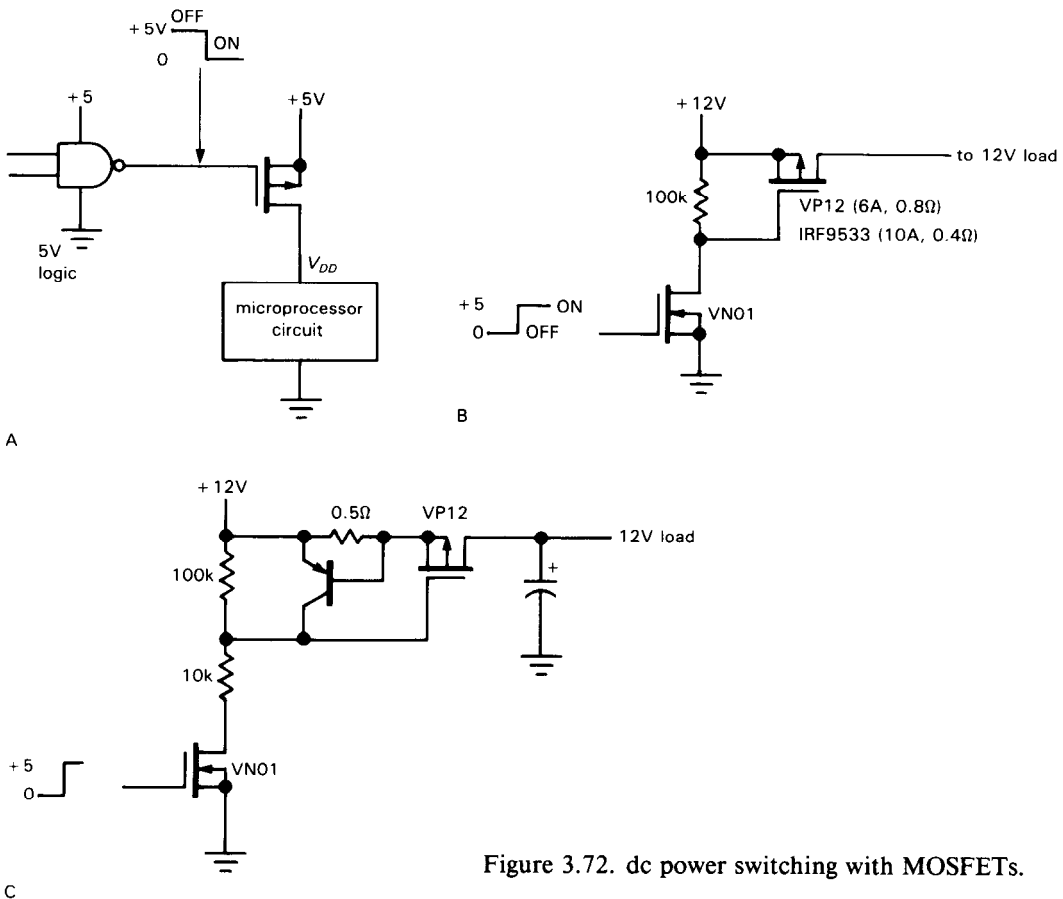 OFF
+5V
ON
0
+5
+5V
5V
logic
V_DD
microprocessor
circuit
A
+12V
to 12V load
100k
VP12 (6A, 0.8Ω)
IRF9533 (10A, 0.4Ω)
+5
ON
0
OFF
VN01
B
+12V
0.5Ω
VP12
12V load
100k
+
10k
+5
0
VN01
C
Figure 3.72. dc power switching with MOSFETs.